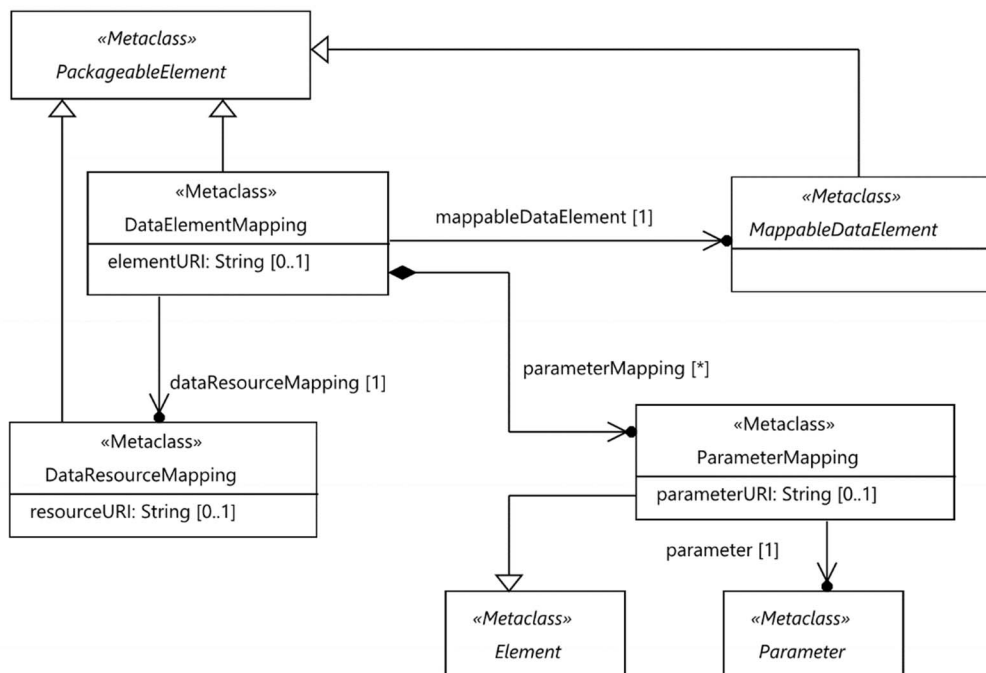 «Metaclass»
PackageableElement
«Metaclass»
DataElementMapping
elementURI: String [0..1]
mappableDataElement [1]
«Metaclass»
MappableDataElement
parameterMapping [*]
dataResourceMapping [1]
«Metaclass»
DataResourceMapping
resourceURI: String [0..1]
«Metaclass»
ParameterMapping
parameterURI: String [0..1]
parameter [1]
«Metaclass»
Element
«Metaclass»
Parameter